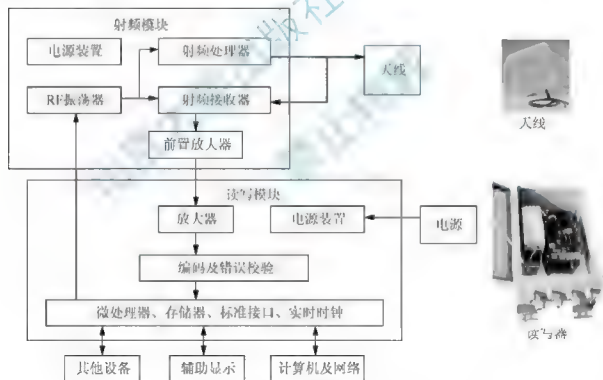 射频模块
电源装置
射频处理器
天线
RF振荡器
射频接收器
前置放大器
天线
读写模块
放大器
电源装置
电源
编码及错误校验
微处理器、存储器、标准接口、实时时钟
其他设备
辅助显示
计算机及网络
读写器